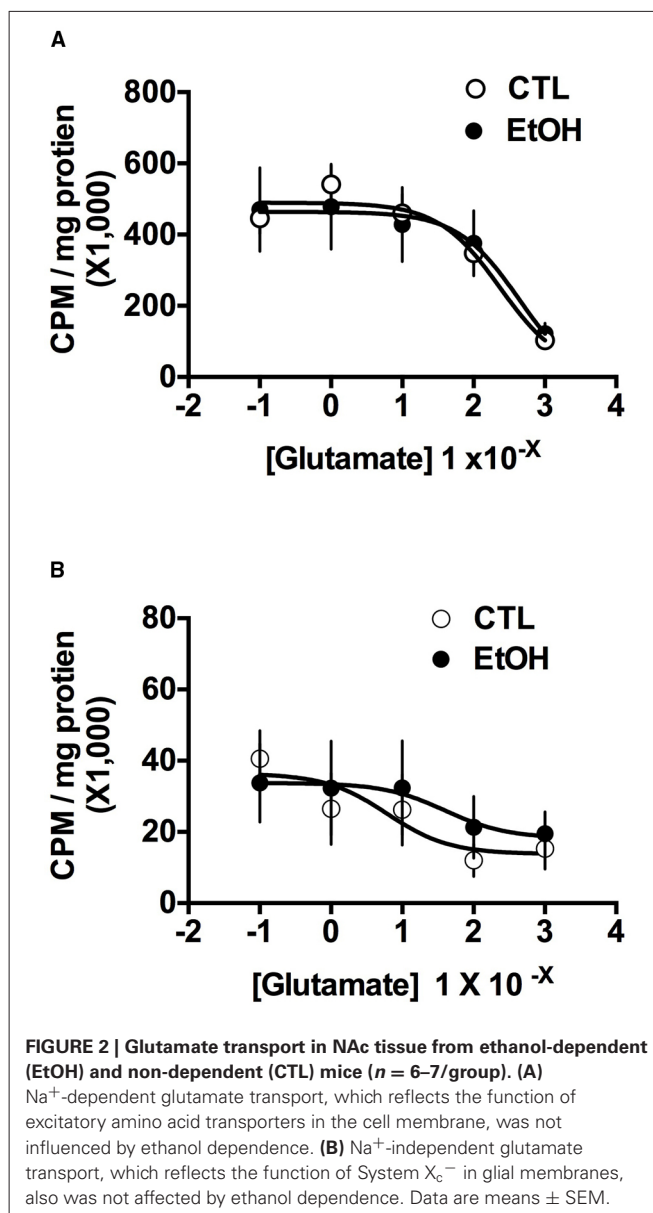 A
CTL
EtOH
800
600
400
200
0
CPM / mg protien
(X1,000)
-2 -1 0 1 2 3 4
[Glutamate] 1 x10-X
B
CTL
EtOH
80
60
40
20
0
CPM / mg protien
(X1,000)
-2 -1 0 1 2 3 4
[Glutamate] 1 X 10 -X
FIGURE 2 | Glutamate transport in NAc tissue from ethanol-dependent
(EtOH) and non-dependent (CTL) mice (n = 6–7/group). (A)
Na+-dependent glutamate transport, which reflects the function of
excitatory amino acid transporters in the cell membrane, was not
influenced by ethanol dependence. (B) Na+-independent glutamate
transport, which reflects the function of System Xc− in glial membranes,
also was not affected by ethanol dependence. Data are means ± SEM.